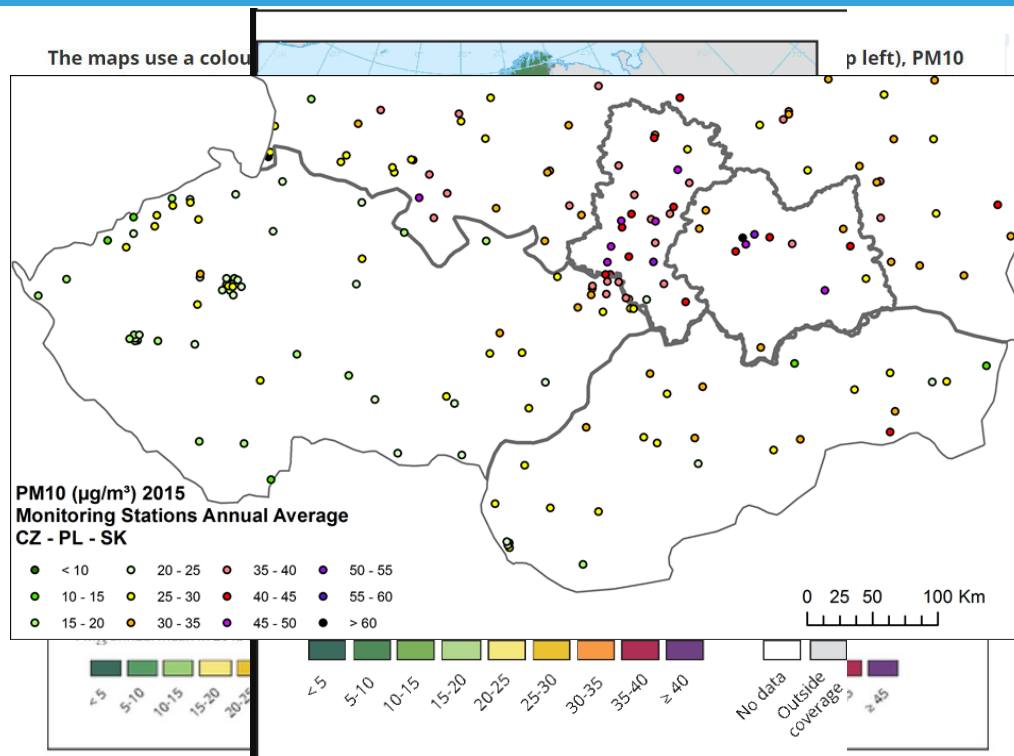 The maps use a colou
p left), PM10
PM10 (µg/m³) 2015
Monitoring Stations Annual Average
CZ - PL - SK
< 10 20 - 25 35 - 40 50 - 55
10 - 15 25 - 30 40 - 45 55 - 60
15 - 20 30 - 35 45 - 50 > 60
0 25 50 100 Km
< 5 5-10 10-15 15-20 20-25
< 5 5-10 10-15 15-20 20-25 25-30 30-35 35-40 ≥ 40 No data Outside coverage
≥ 45